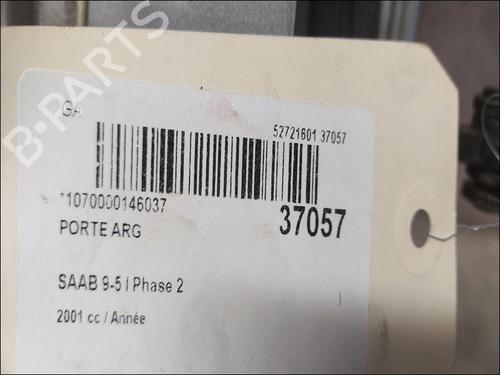 B-PARTS
GA
52721601 37057
*1070000146037
37057
PORTE ARG
SAAB 9-5 I Phase 2
2001 cc / Année